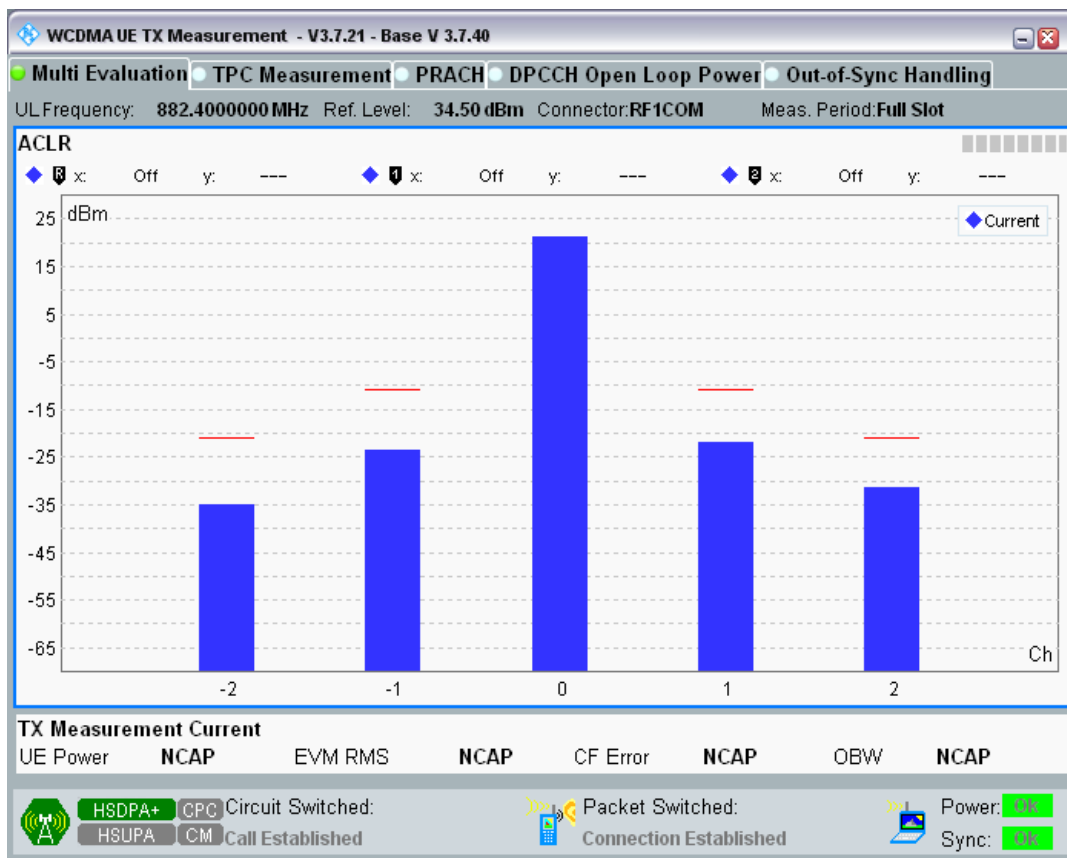 WCDMA UE TX Measurement - V3.7.21 - Base V 3.7.40
Multi Evaluation TPC Measurement PRACH DPCCH Open Loop Power Out-of-Sync Handling
UL Frequency: 882.4000000 MHz Ref. Level: 34.50 dBm Connector:RF1COM Meas. Period:Full Slot
ACLR
R x: Off y: --- 1 x: Off y: --- 2 x: Off y: ---
dBm
Current
25
15
5
-5
-15
-25
-35
-45
-55
-65
Ch
-2 -1 0 1 2
TX Measurement Current
UE Power NCAP EVM RMS NCAP CF Error NCAP OBW NCAP
HSDPA+ CPC Circuit Switched: Packet Switched: Power: Ok
HSUPA CM Call Established Connection Established Sync: Ok